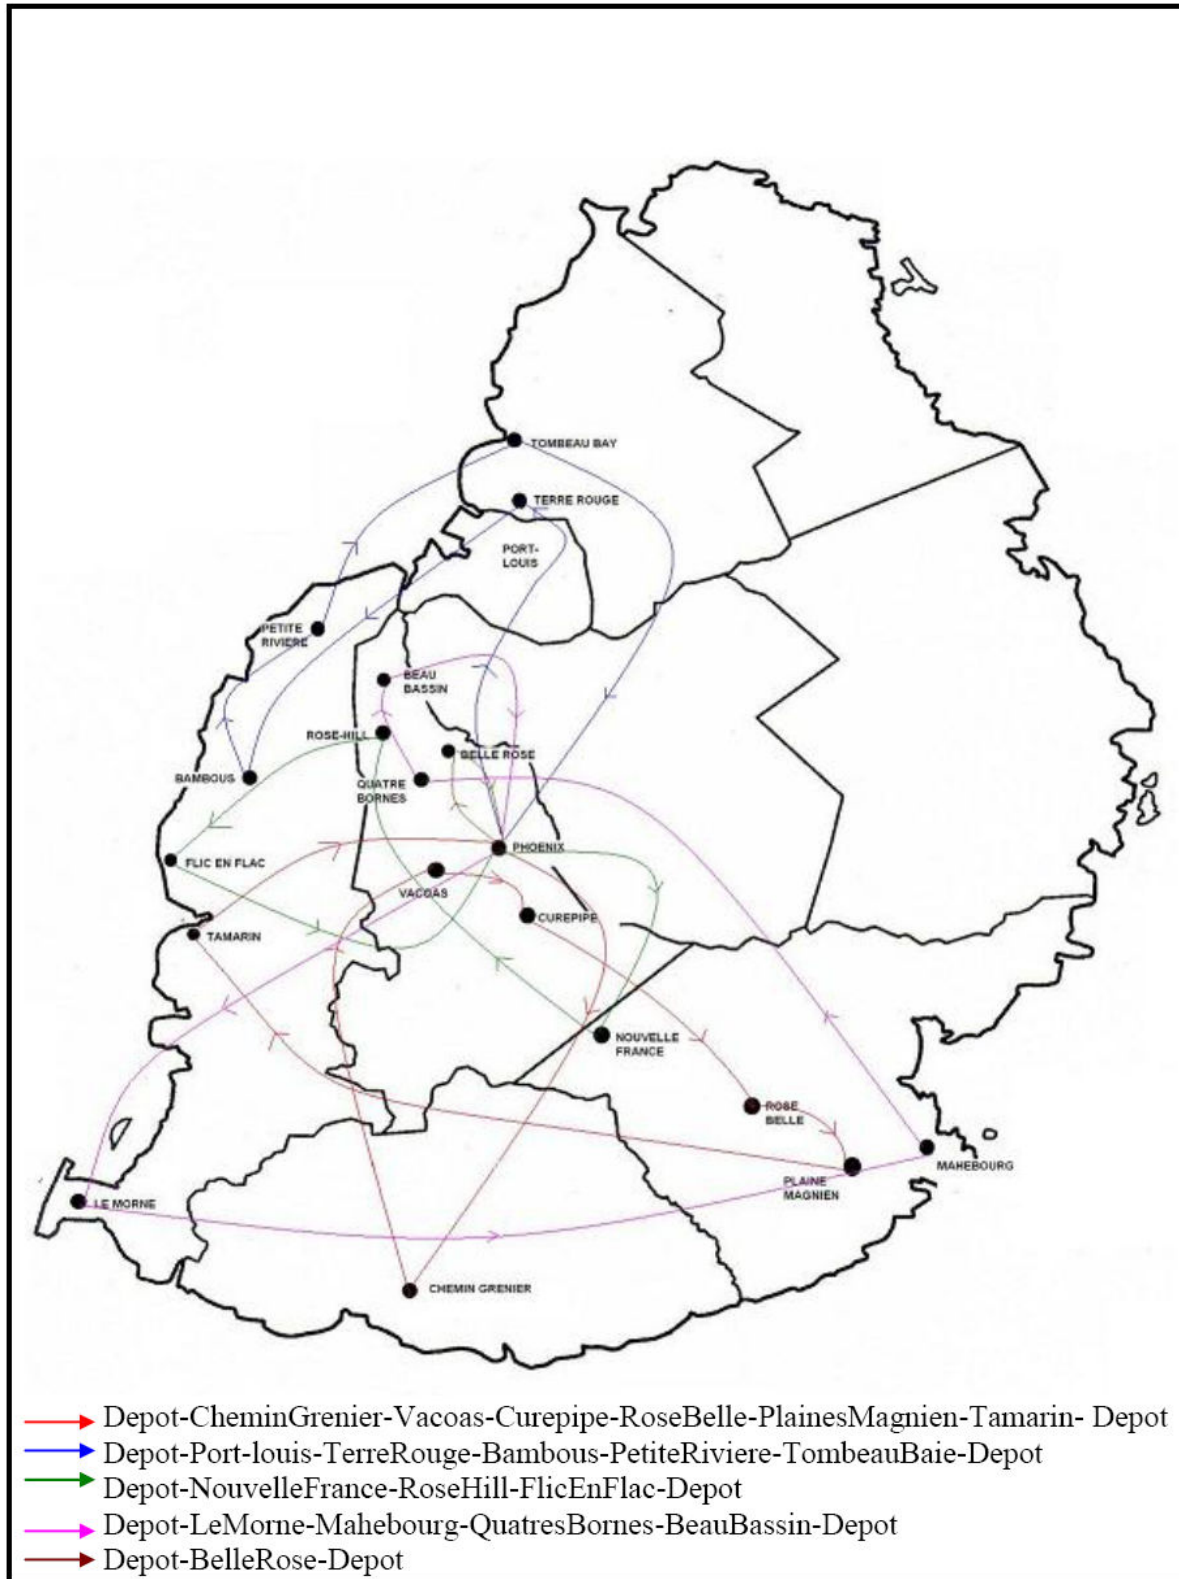 TOMBEAU BAY
TERRE ROUGE
PORT-
LOUIS
PETITE
RIVIERE
BEAU
BASSIN
ROSE-HILL
BELLE ROSE
BAMBOUS
QUATRE
BORNES
PHOENIX
FLIC EN FLAC
VACOAS
CUREPIPE
TAMARIN
NOUVELLE
FRANCE
ROSE
BELLE
MAHEBOURG
PLAINE
MAGNIEN
LE MORNE
CHEMIN GRENIER
Depot-CheminGrenier-Vacoas-Curepipe-RoseBelle-PlainesMagnien-Tamarin- Depot
Depot-Port-louis-TerreRouge-Bambous-PetiteRiviere-TombeauBaie-Depot
Depot-NouvelleFrance-RoseHill-FlicEnFlac-Depot
Depot-LeMorne-Mahebourg-QuatresBornes-BeauBassin-Depot
Depot-BelleRose-Depot